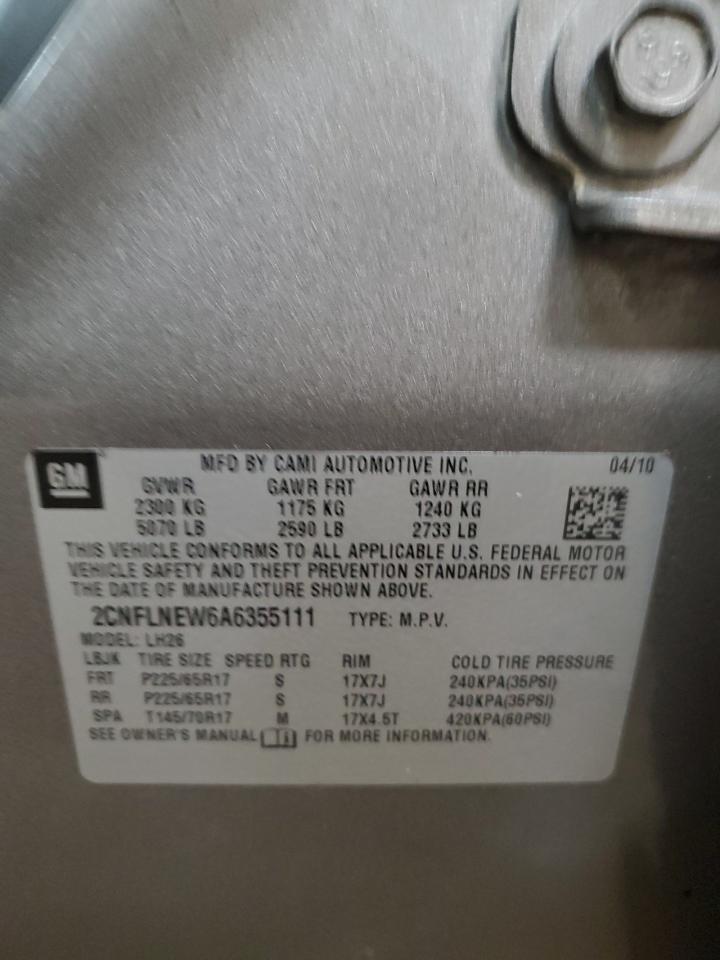 GM MFD BY CAMI AUTOMOTIVE INC. 04/10
GVWR GAWR FRT GAWR RR
2300 KG 1175 KG 1240 KG
5070 LB 2590 LB 2733 LB
THIS VEHICLE CONFORMS TO ALL APPLICABLE U.S. FEDERAL MOTOR
VEHICLE SAFETY AND THEFT PREVENTION STANDARDS IN EFFECT ON
THE DATE OF MANUFACTURE SHOWN ABOVE.
2CNFLNEW6A6355111 TYPE: M.P.V.
MODEL: LH26
LBJK TIRE SIZE SPEED RTG RIM COLD TIRE PRESSURE
FRT P225/65R17 S 17X7J 240KPA(35PSI)
RR P225/65R17 S 17X7J 240KPA(35PSI)
SPA T145/70R17 M 17X4.5T 420KPA(60PSI)
SEE OWNER'S MANUAL FOR MORE INFORMATION.